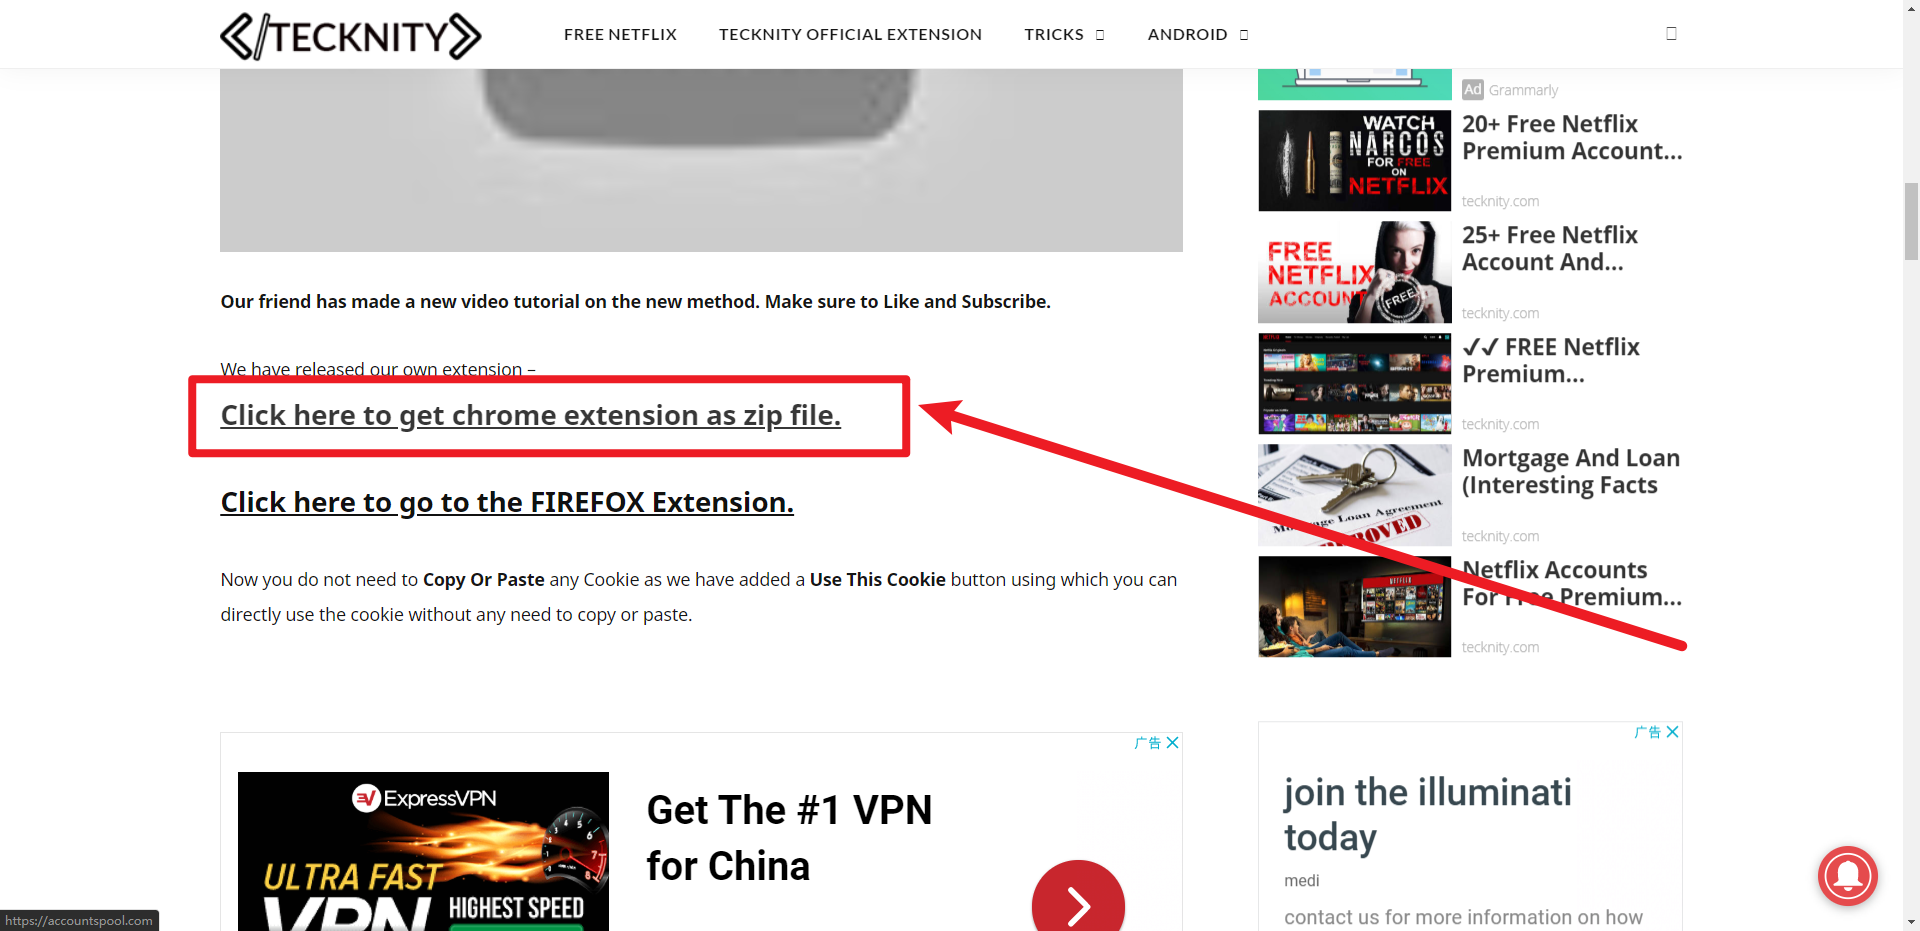 </TECKNITY>
FREE NETFLIX
TECKNITY OFFICIAL EXTENSION
TRICKS
ANDROID
Our friend has made a new video tutorial on the new method. Make sure to Like and Subscribe.
We have released our own extension –
Click here to get chrome extension as zip file.
Click here to go to the FIREFOX Extension.
Now you do not need to Copy Or Paste any Cookie as we have added a Use This Cookie button using which you can
directly use the cookie without any need to copy or paste.
广告
ExpressVPN
ULTRA FAST
VPN
HIGHEST SPEED
Get The #1 VPN
for China
Ad Grammarly
WATCH
NARCOS
FOR FREE
ON
NETFLIX
20+ Free Netflix
Premium Account...
tecknity.com
FREE
NETFLIX
ACCOUNT
FREE
25+ Free Netflix
Account And...
tecknity.com
✓✓ FREE Netflix
Premium...
tecknity.com
Loan Agreement
Mortgage And Loan
(Interesting Facts
tecknity.com
NETFLIX
Netflix Accounts
For Free Premium...
tecknity.com
广告
join the illuminati
today
medi
contact us for more information on how
https://accountspool.com